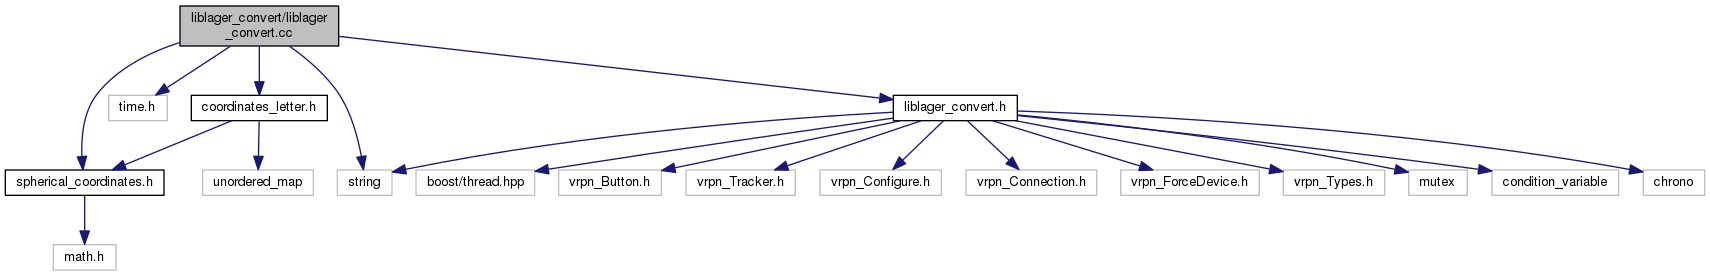 liblager_convert/liblager
_convert.cc
time.h
coordinates_letter.h
liblager_convert.h
spherical_coordinates.h
unordered_map
string
boost/thread.hpp
vrpn_Button.h
vrpn_Tracker.h
vrpn_Configure.h
vrpn_Connection.h
vrpn_ForceDevice.h
vrpn_Types.h
mutex
condition_variable
chrono
math.h